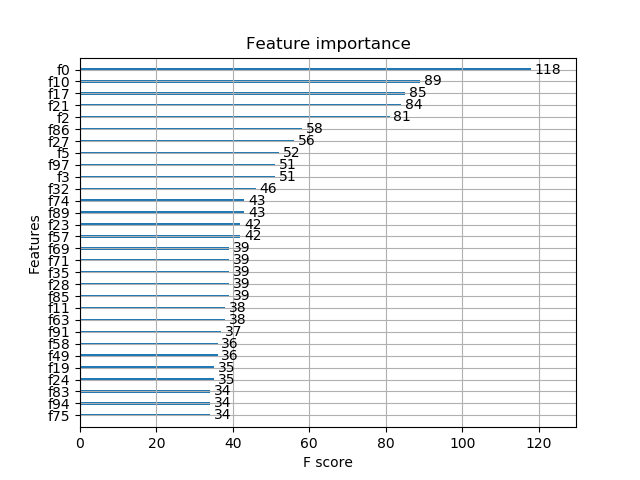 Feature importance
f0 118
f10 89
f17 85
f21 84
f2 81
f86 58
f27 56
f5 52
f97 51
f3 51
f32 46
f74 43
f89 43
f23 42
f57 42
f69 39
f71 39
f35 39
f28 39
f85 39
f11 38
f63 38
f91 37
f58 36
f49 36
f19 35
f24 35
f83 34
f94 34
f75 34
Features
0 20 40 60 80 100 120
F score